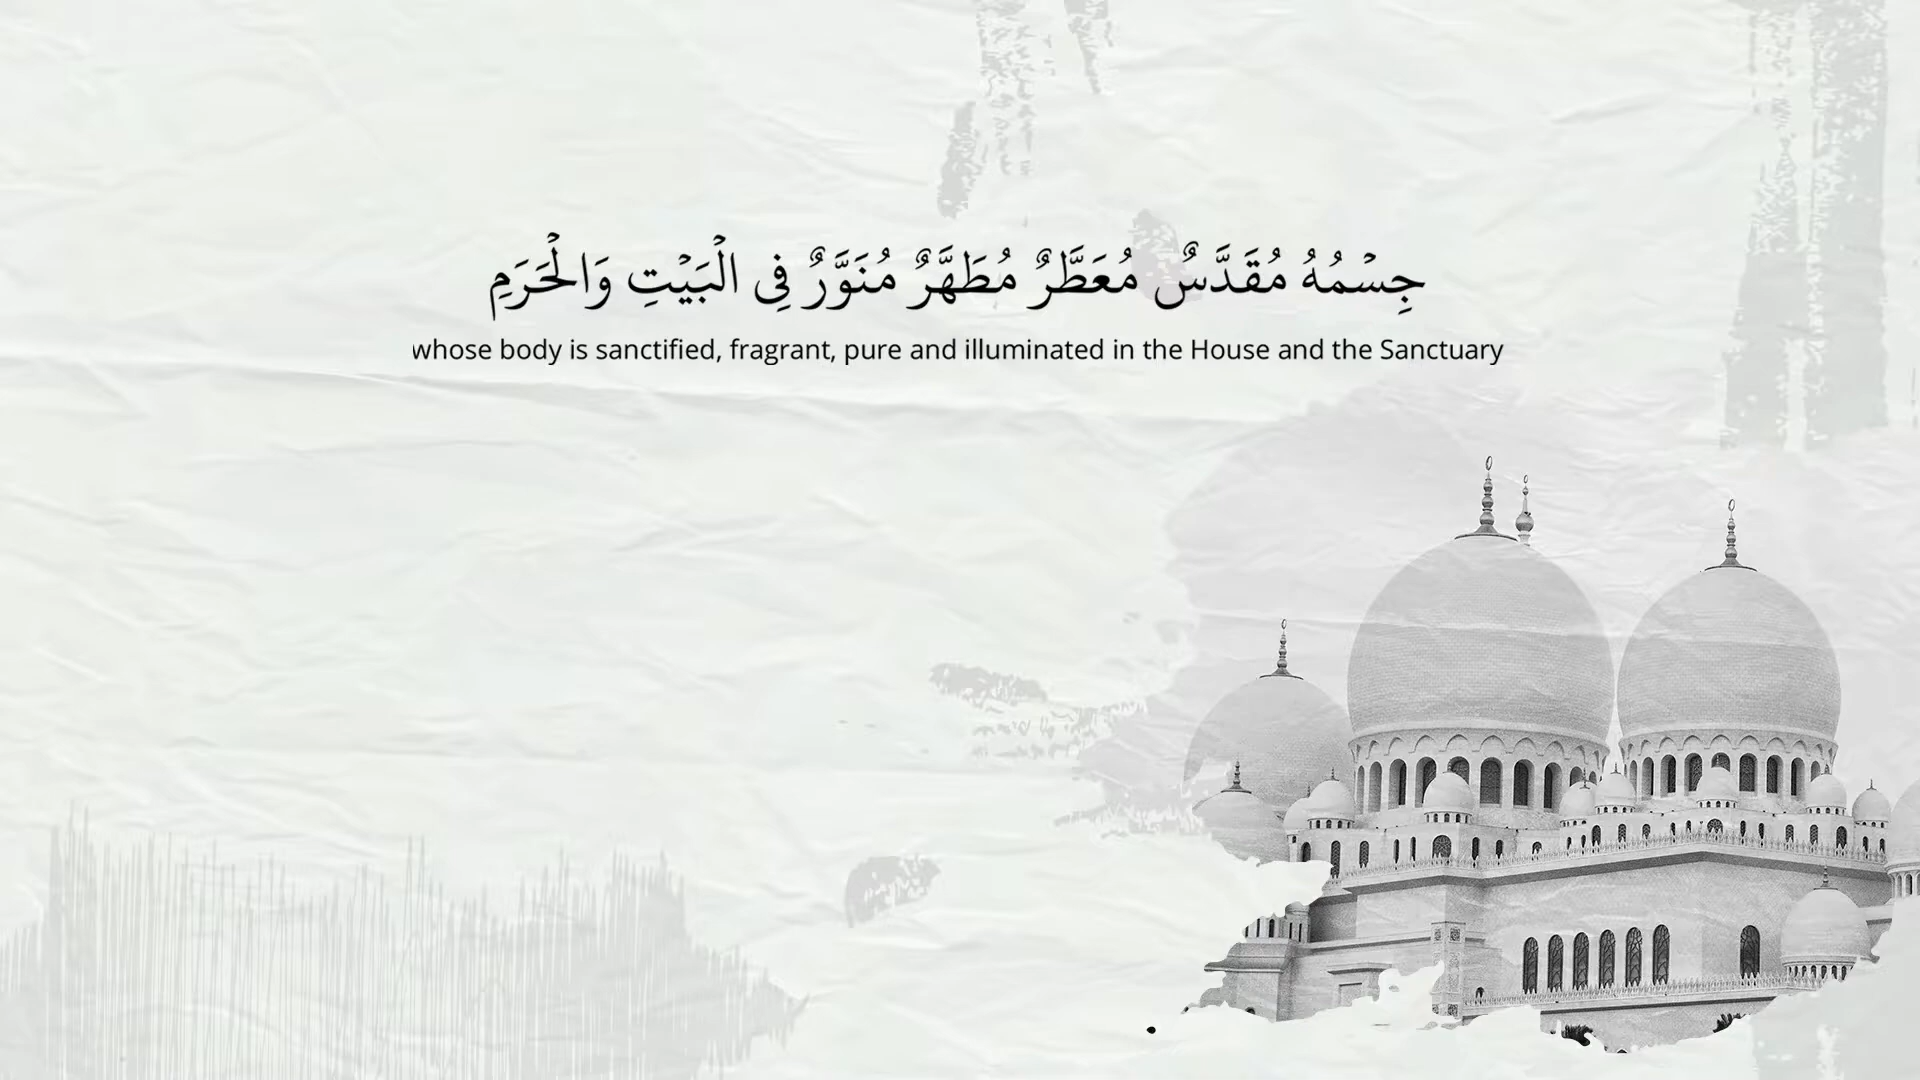 جِسْمُهُ مُقَدَّسٌ مُعَطَّرٌ مُطَهَّرٌ مُنَوَّرٌ فِی الْبَيْتِ وَالْحَرَمِ
whose body is sanctified, fragrant, pure and illuminated in the House and the Sanctuary